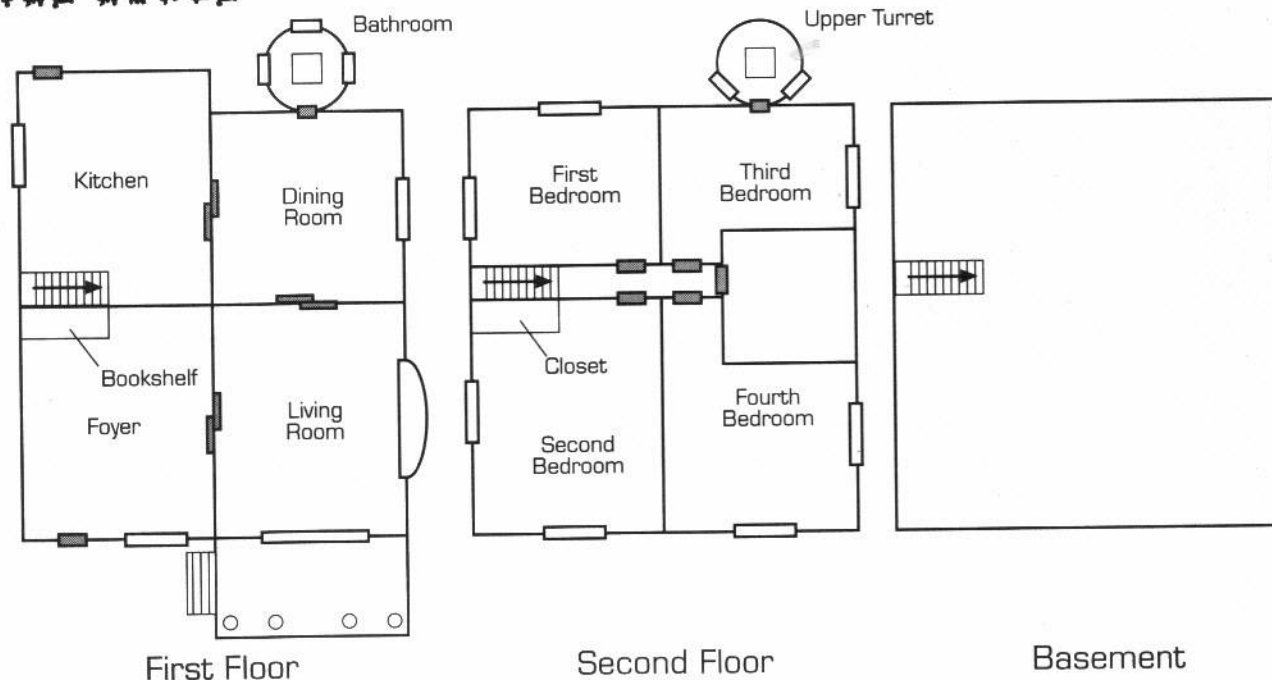 Bathroom
Upper Turret
Kitchen
Dining
Room
First
Bedroom
Third
Bedroom
Bookshelf
Closet
Foyer
Living
Room
Second
Bedroom
Fourth
Bedroom
First Floor
Second Floor
Basement